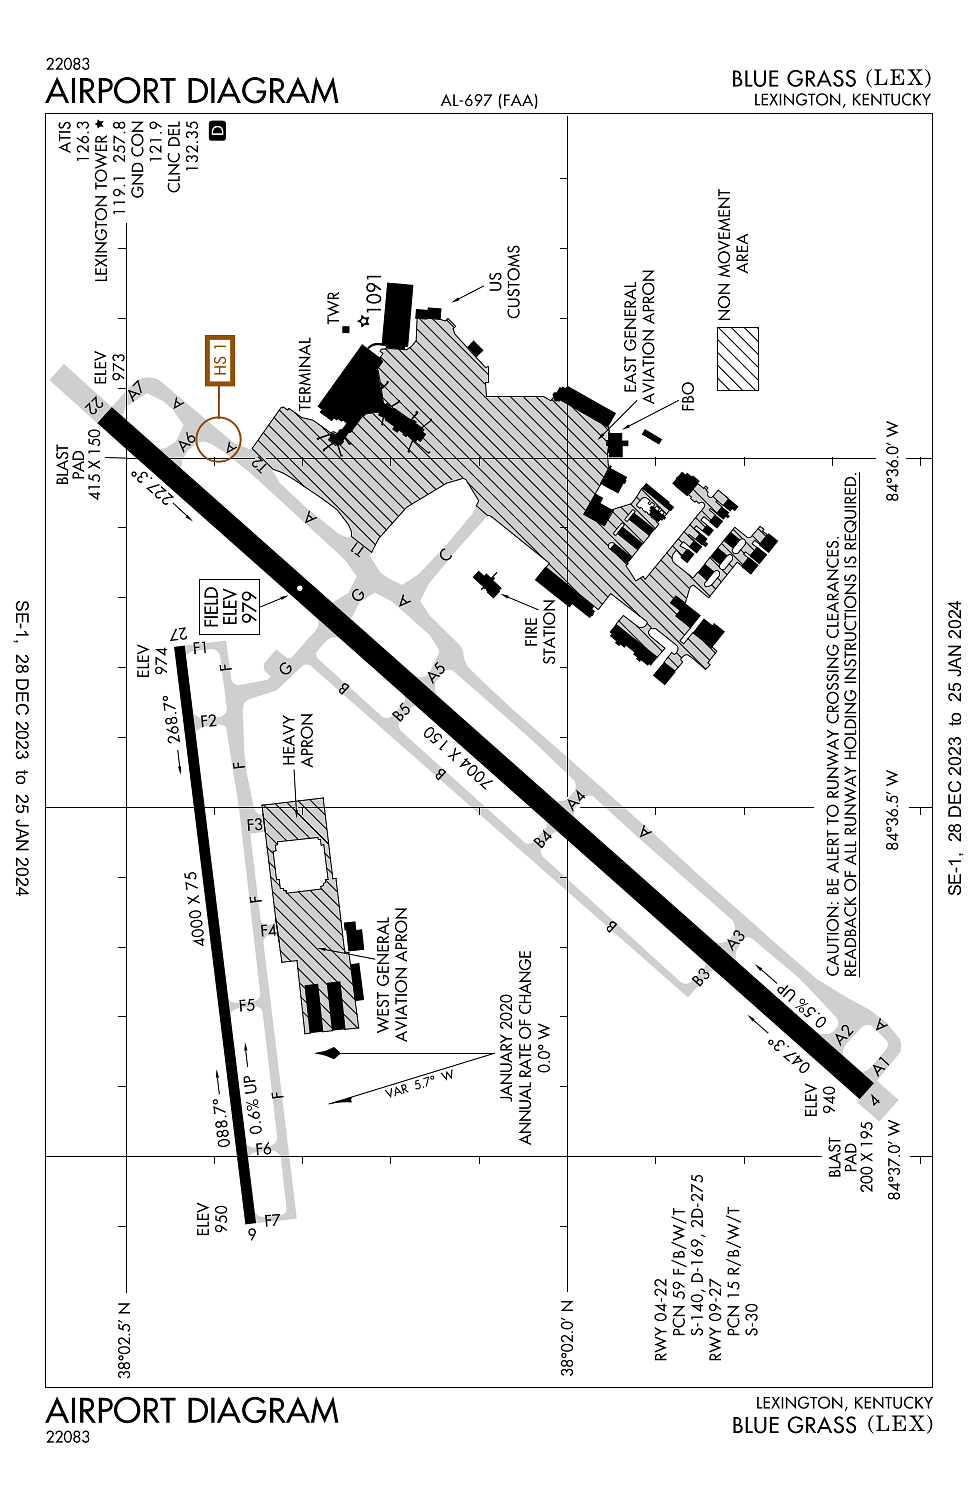 22083
AIRPORT DIAGRAM
AL-697 (FAA)
BLUE GRASS (LEX)
LEXINGTON, KENTUCKY
ATIS
126.3
LEXINGTON TOWER
119.1 257.8
GND CON
121.9
CLNC DEL
132.35
D
NON MOVEMENT
AREA
US
CUSTOMS
EAST GENERAL
AVIATION APRON
FBO
TWR
1091
TERMINAL
HS 1
ELEV
973
22
A7
A
A6
A
BLAST
PAD
415 X 150
227.3°
T2
A
T1
C
G
A
FIELD
ELEV
979
FIRE
STATION
84°36.0' W
ELEV
974
27
F1
F
G
B
A5
B5
268.7°
F2
F
HEAVY
APRON
7004 X 150
B
F3
A4
B4
A
84°36.5' W
4000 X 75
F
F4
WEST GENERAL
AVIATION APRON
B
A3
B3
CAUTION: BE ALERT TO RUNWAY CROSSING CLEARANCES.
READBACK OF ALL RUNWAY HOLDING INSTRUCTIONS IS REQUIRED.
F5
JANUARY 2020
ANNUAL RATE OF CHANGE
0.0° W
VAR 5.7° W
0.5% UP
047.3°
A2
A
A1
4
ELEV
940
BLAST
PAD
200 X 195
84°37.0' W
088.7°
0.6% UP
F
F6
F7
9
ELEV
950
RWY 04-22
PCN 59 F/B/W/T
S-140, D-169, 2D-275
RWY 09-27
PCN 15 R/B/W/T
S-30
38°02.5' N
38°02.0' N
SE-1, 28 DEC 2023 to 25 JAN 2024
SE-1, 28 DEC 2023 to 25 JAN 2024
AIRPORT DIAGRAM
22083
LEXINGTON, KENTUCKY
BLUE GRASS (LEX)